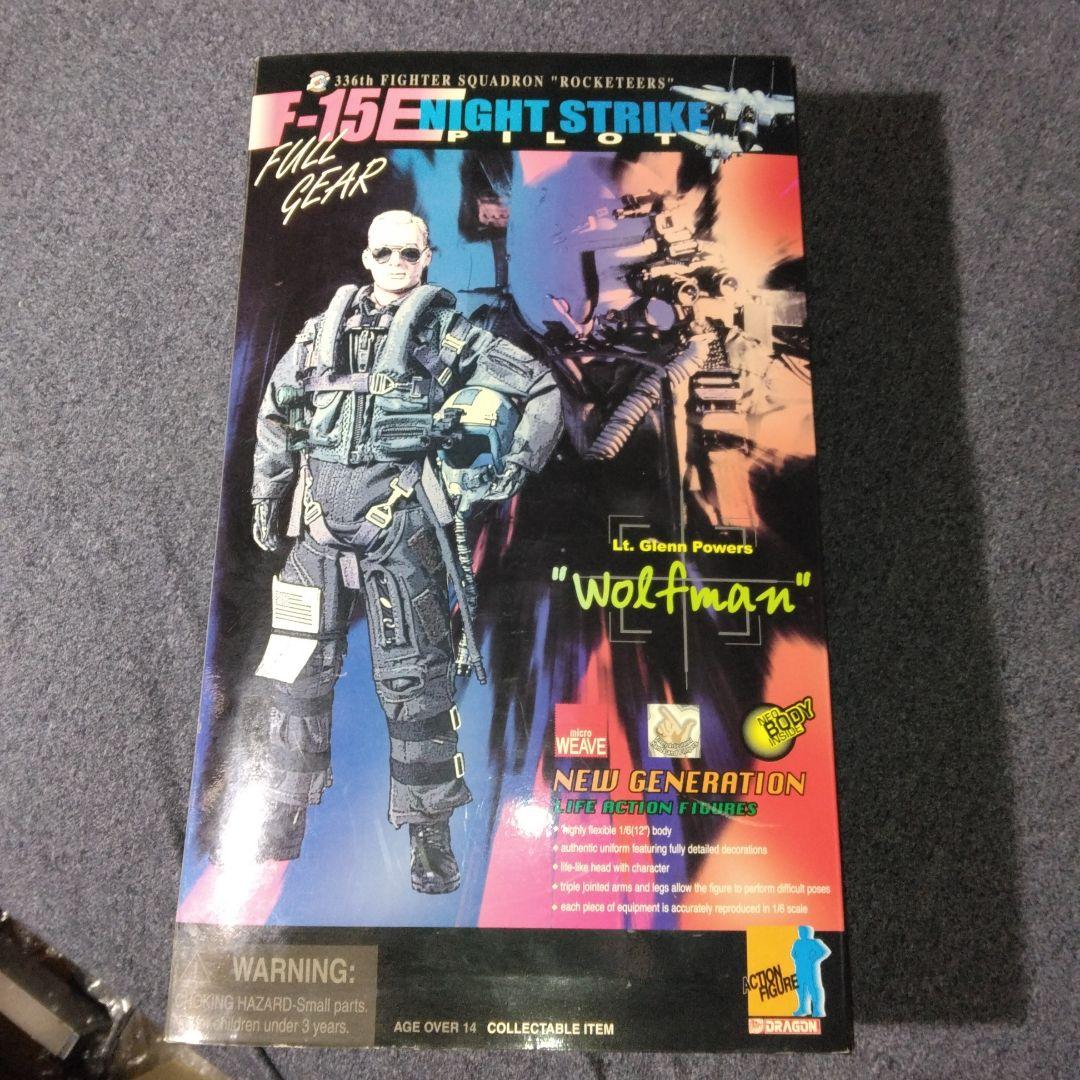 336th FIGHTER SQUADRON "ROCKETEERS"
F-15E NIGHT STRIKE
PILOT
FULL
GEAR
Lt. Glenn Powers
"Wolfman"
micro
WEAVE
NEO
BODY
INSIDE
NEW GENERATION
LIFE ACTION FIGURES
highly flexible 1/6(12") body
authentic uniform featuring fully detailed decorations
life-like head with character
triple jointed arms and legs allow the figure to perform difficult poses
each piece of equipment is accurately reproduced in 1/6 scale
WARNING:
CHOKING HAZARD-Small parts.
children under 3 years.
AGE OVER 14 COLLECTABLE ITEM
ACTION
FIGURE
DRAGON